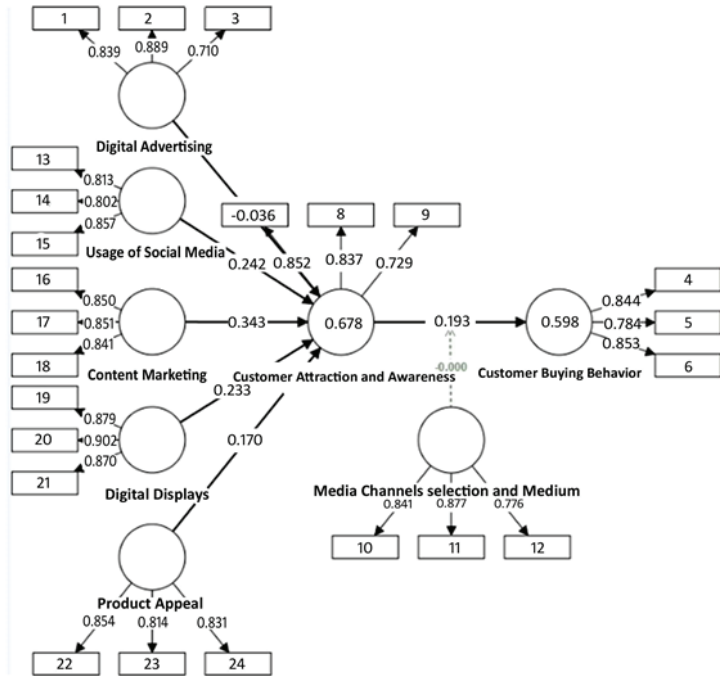 1 2 3
0.839 0.889 0.710
Digital Advertising
13
14
15
0.813
0.802
0.857
Usage of Social Media
-0.036 8 9
0.852 0.837 0.729
0.242
16
17
18
0.850
0.851
0.841
Content Marketing
0.343
0.678
Customer Attraction and Awareness
0.193
0.598
Customer Buying Behavior
0.844
0.784
0.853
4
5
6
0.233
-0.000
19
20
21
0.879
0.902
0.870
Digital Displays
0.170
Media Channels selection and Medium
0.841 0.877 0.776
10 11 12
Product Appeal
0.854 0.814 0.831
22 23 24